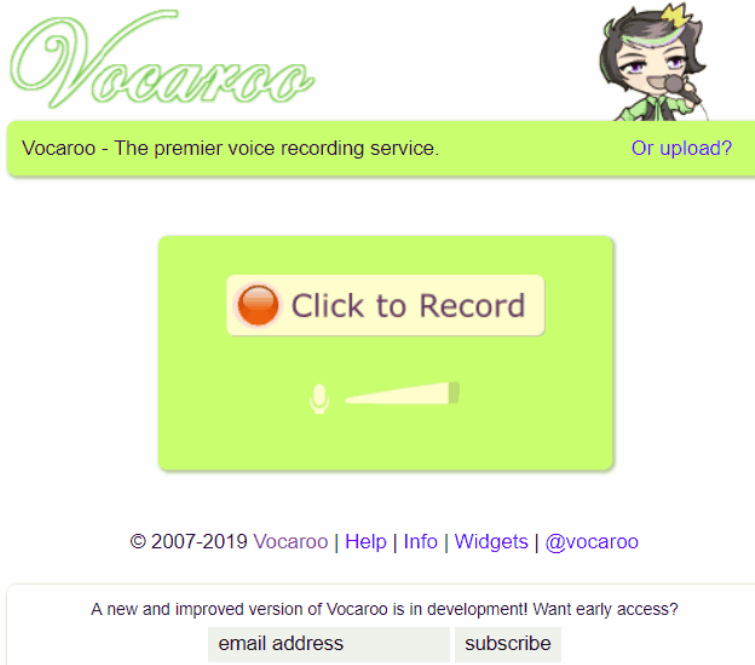 Vocaroo
Vocaroo - The premier voice recording service. Or upload?
Click to Record
© 2007-2019 Vocaroo | Help | Info | Widgets | @vocaroo
A new and improved version of Vocaroo is in development! Want early access?
email address subscribe